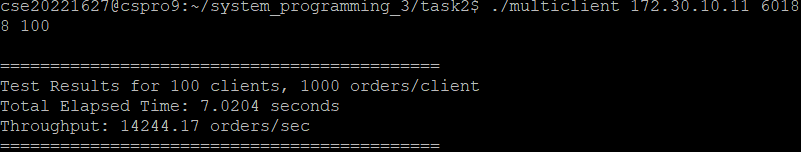 cse20221627@cspro9:~/system_programming_3/task2$ ./multiclient 172.30.10.11 6018
8 100
============================================
Test Results for 100 clients, 1000 orders/client
Total Elapsed Time: 7.0204 seconds
Throughput: 14244.17 orders/sec
============================================